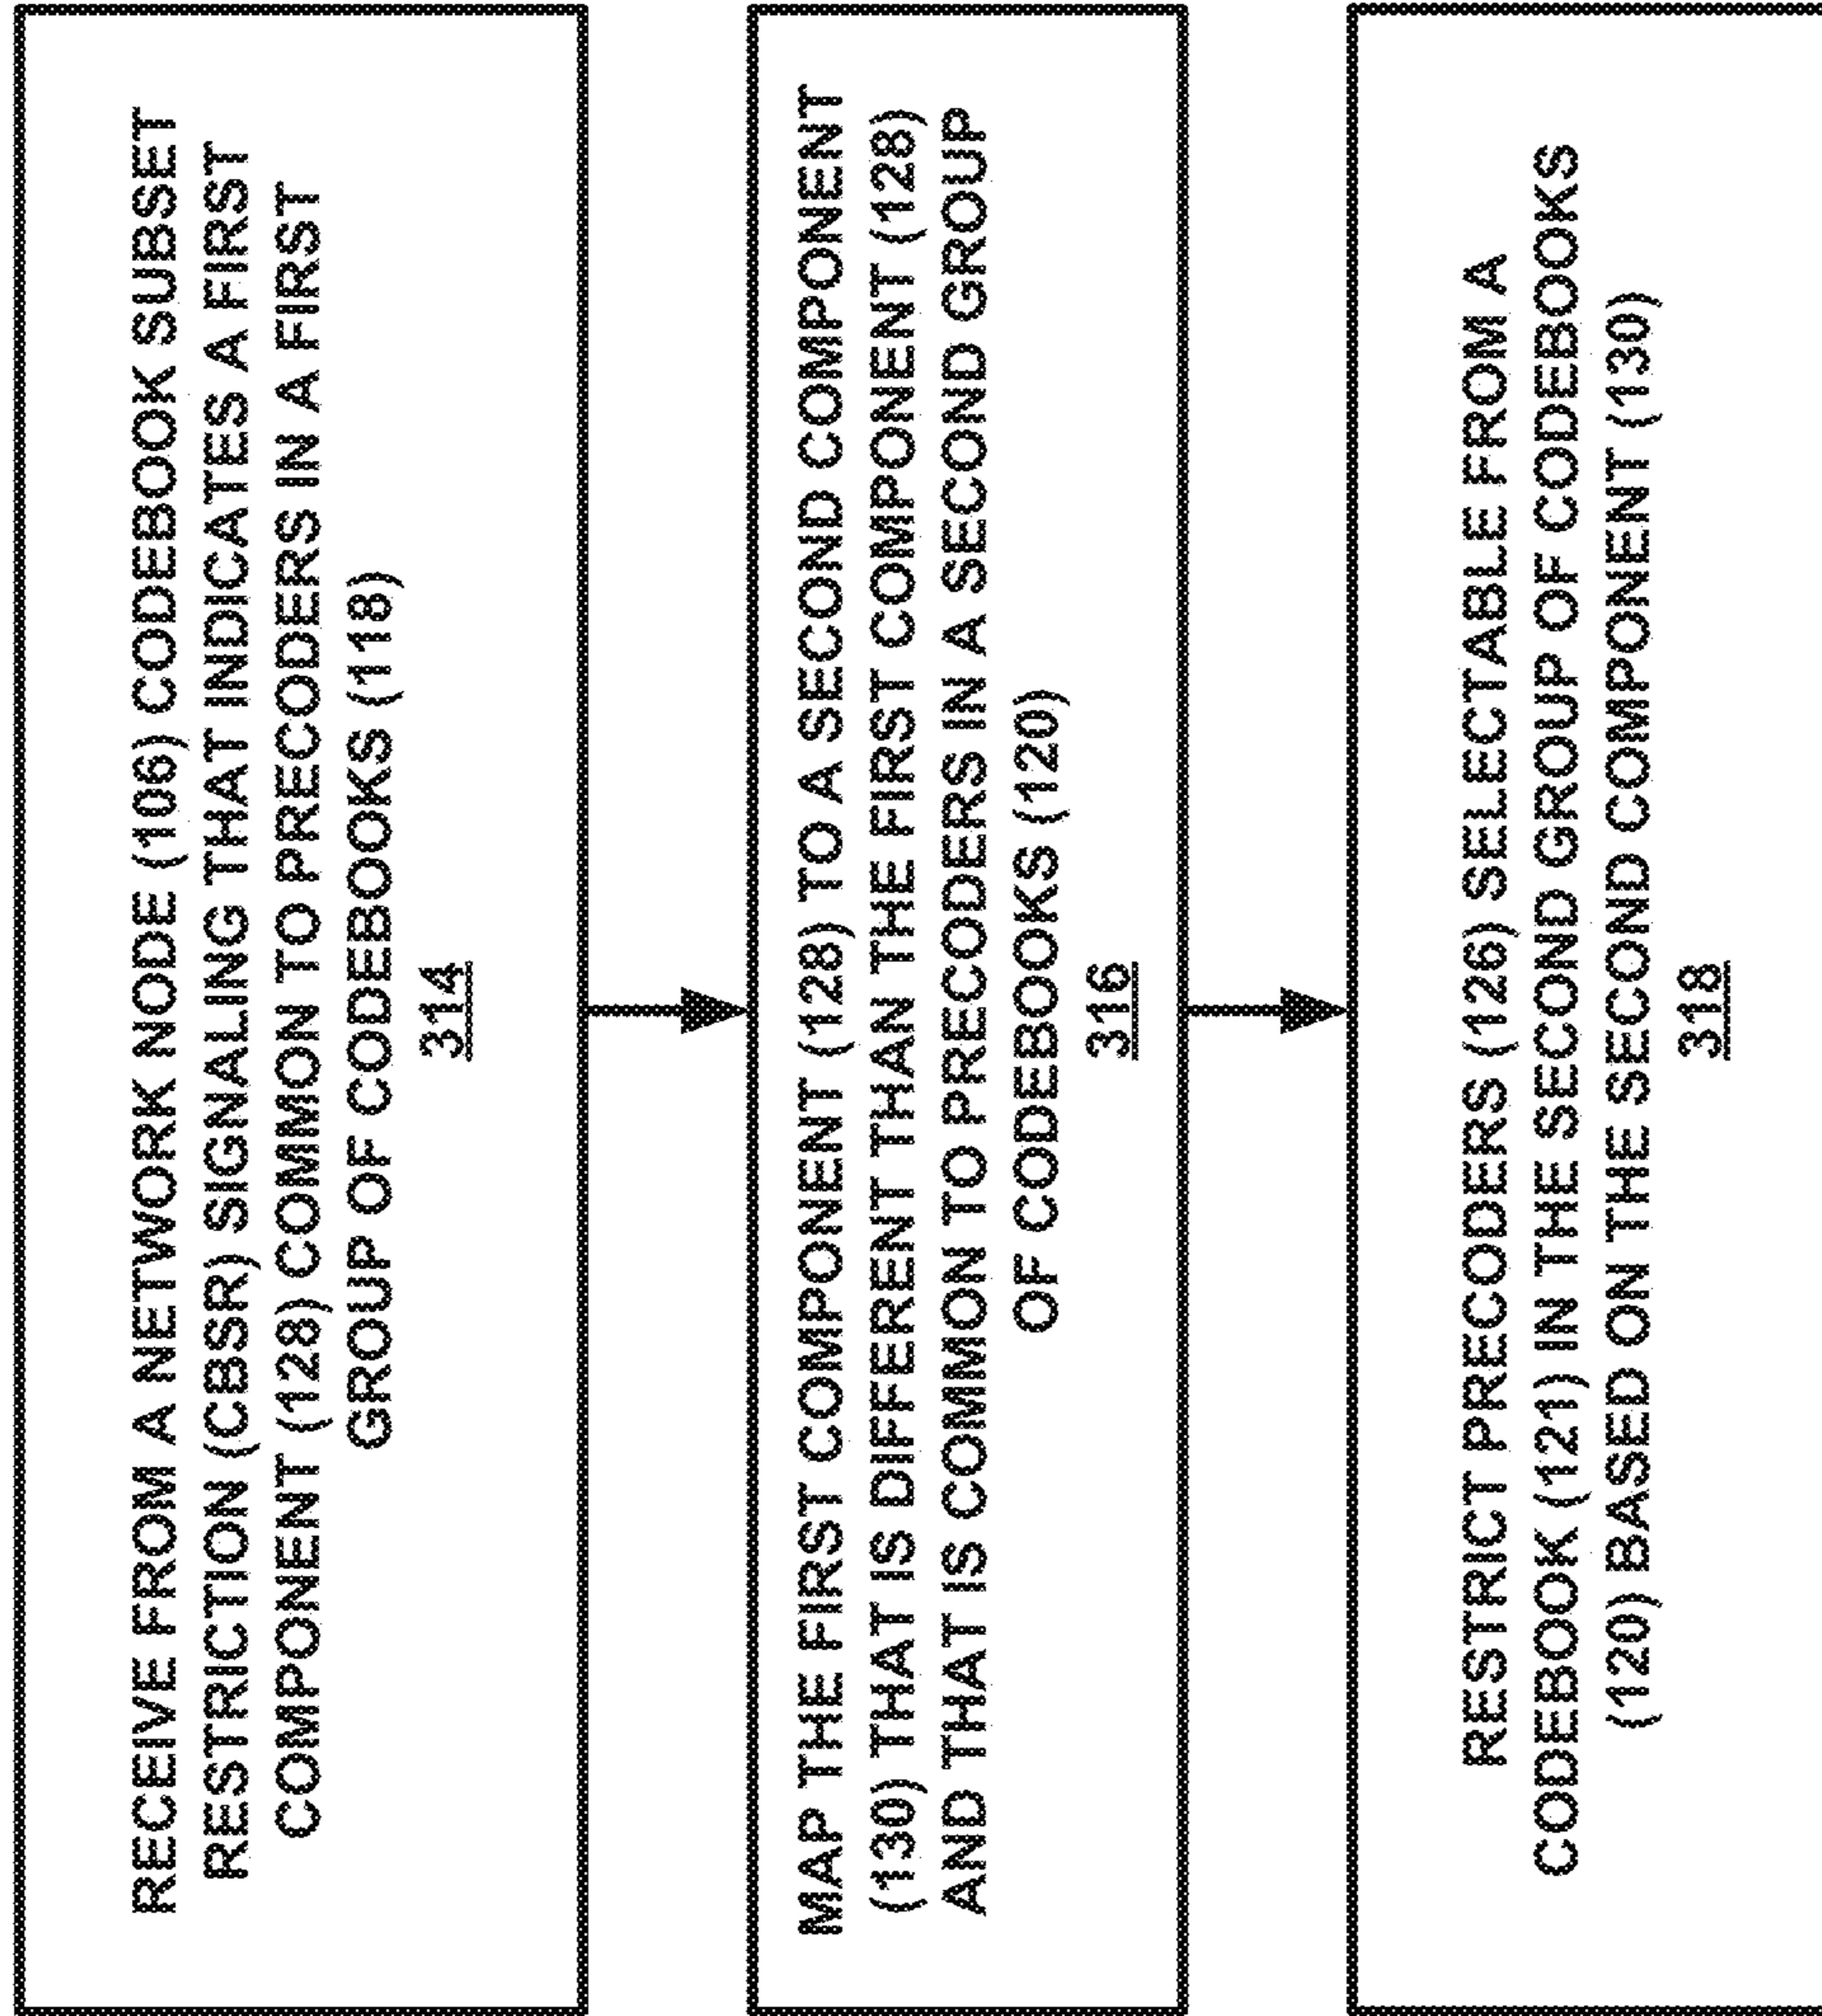 RECEIVE FROM A NETWORK NODE (106) CODEBOOK SUBSET
RESTRICTION (CBSR) SIGNALING THAT INDICATES A FIRST
COMPONENT (128) COMMON TO PRECODERS IN A FIRST
GROUP OF CODEBOOKS (118)
314
MAP THE FIRST COMPONENT (128) TO A SECOND COMPONENT
(130) THAT IS DIFFERENT THAN THE FIRST COMPONENT (128)
AND THAT IS COMMON TO PRECODERS IN A SECOND GROUP
OF CODEBOOKS (120)
316
RESTRICT PRECODERS (126) SELECTABLE FROM A
CODEBOOK (121) IN THE SECOND GROUP OF CODEBOOKS
(120) BASED ON THE SECOND COMPONENT (130)
318